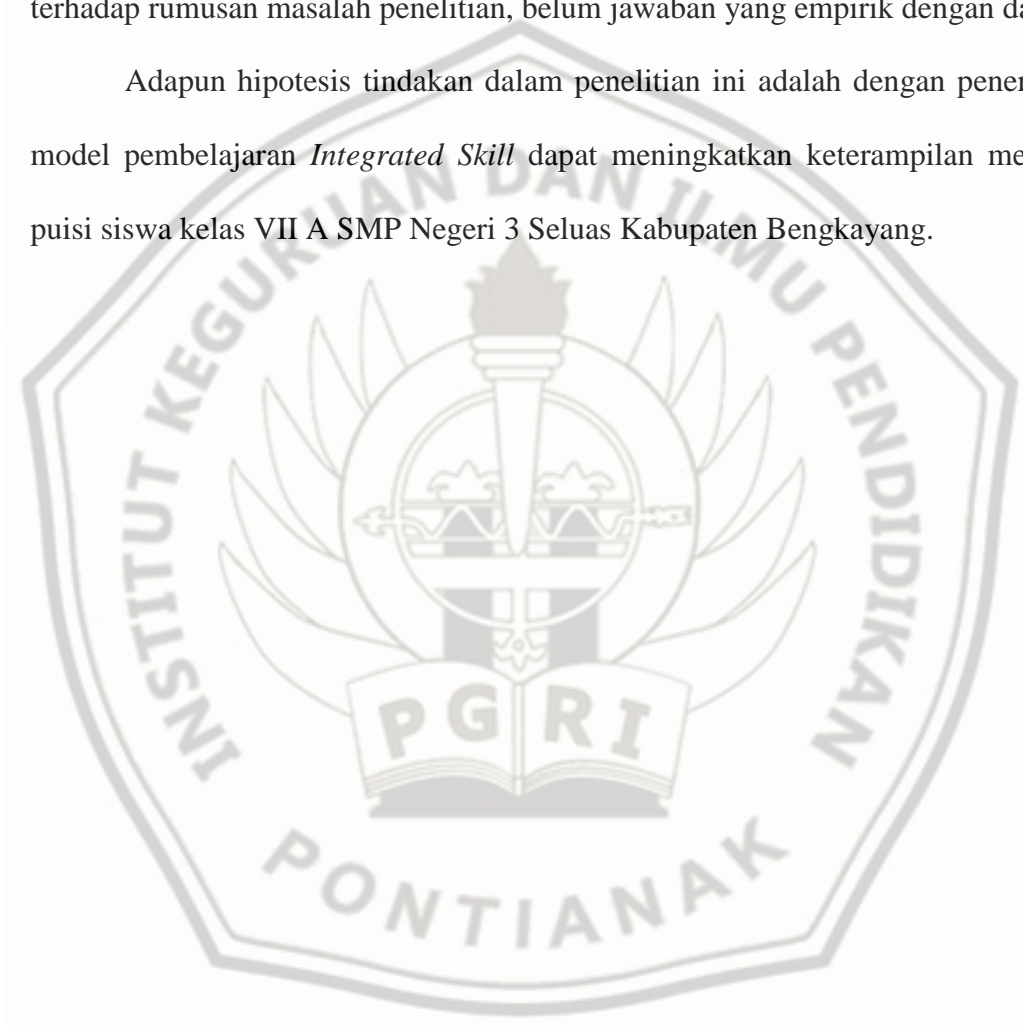 terhadap rumusan masalah penelitian, belum jawaban yang empirik dengan
Adapun hipotesis tindakan dalam penelitian ini adalah dengan
model pembelajaran Integrated Skill dapat meningkatkan keterampilan
puisi siswa kelas VII A SMP Negeri 3 Seluas Kabupaten Bengkayang.
INSTITUT KEGURUAN DAN ILMU PENDIDIKAN
PGRI
PONTIANAK